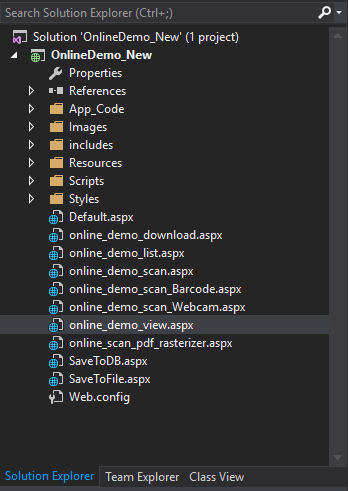 Search Solution Explorer (Ctrl+;)
Solution 'OnlineDemo_New' (1 project)
OnlineDemo_New
Properties
References
App_Code
Images
includes
Resources
Scripts
Styles
Default.aspx
online_demo_download.aspx
online_demo_list.aspx
online_demo_scan.aspx
online_demo_scan_Barcode.aspx
online_demo_scan_Webcam.aspx
online_demo_view.aspx
online_scan_pdf_rasterizer.aspx
SaveToDB.aspx
SaveToFile.aspx
Web.config
Solution Explorer Team Explorer Class View